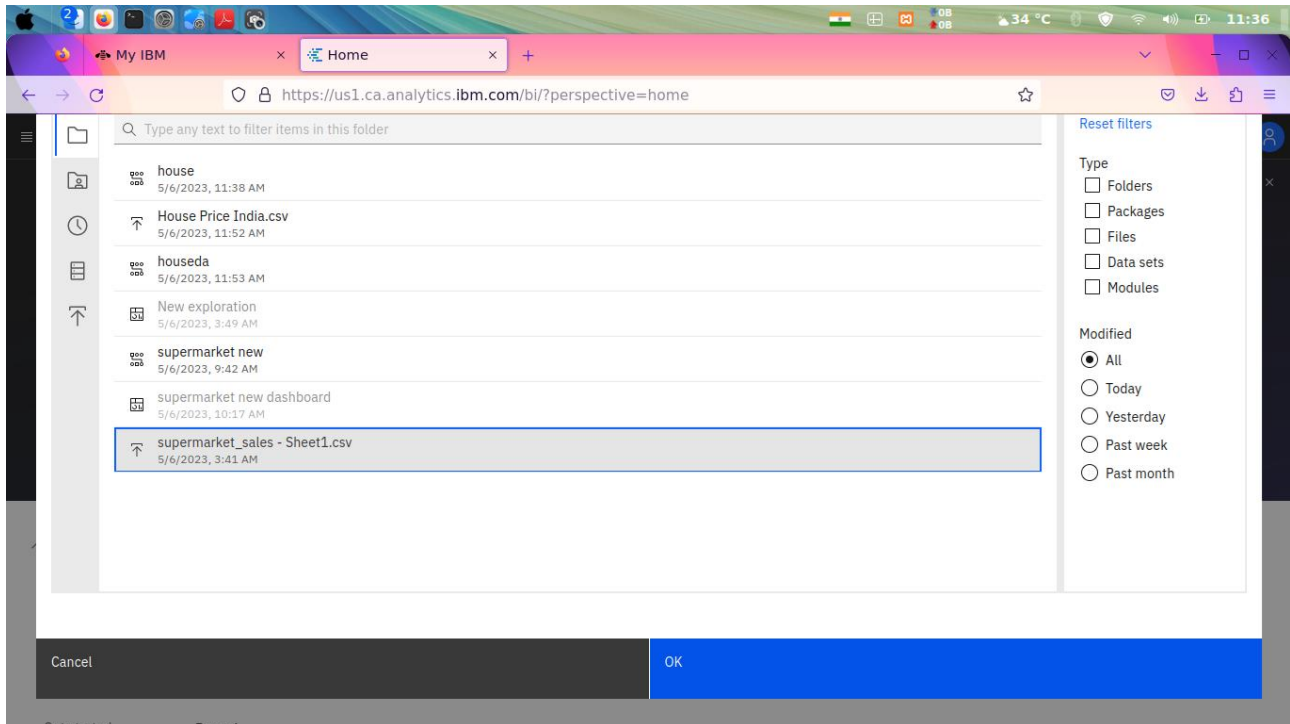 2
0B
0B
34 °C
11:36
My IBM
Home
https://us1.ca.analytics.ibm.com/bi/?perspective=home
Type any text to filter items in this folder
house
5/6/2023, 11:38 AM
House Price India.csv
5/6/2023, 11:52 AM
houseda
5/6/2023, 11:53 AM
New exploration
5/6/2023, 3:49 AM
supermarket new
5/6/2023, 9:42 AM
supermarket new dashboard
5/6/2023, 10:17 AM
supermarket_sales - Sheet1.csv
5/6/2023, 3:41 AM
Reset filters
Type
Folders
Packages
Files
Data sets
Modules
Modified
All
Today
Yesterday
Past week
Past month
Cancel
OK